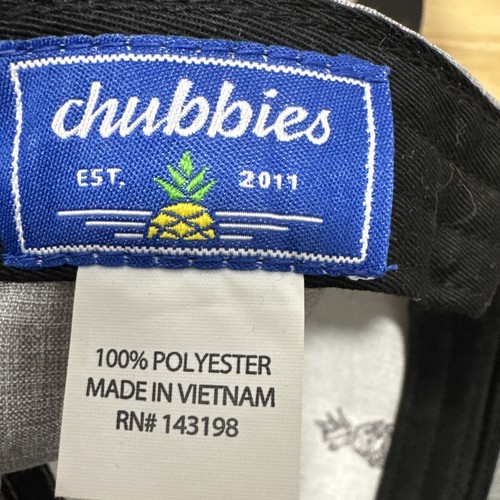 chubbies
EST. 2011
100% POLYESTER
MADE IN VIETNAM
RN# 143198